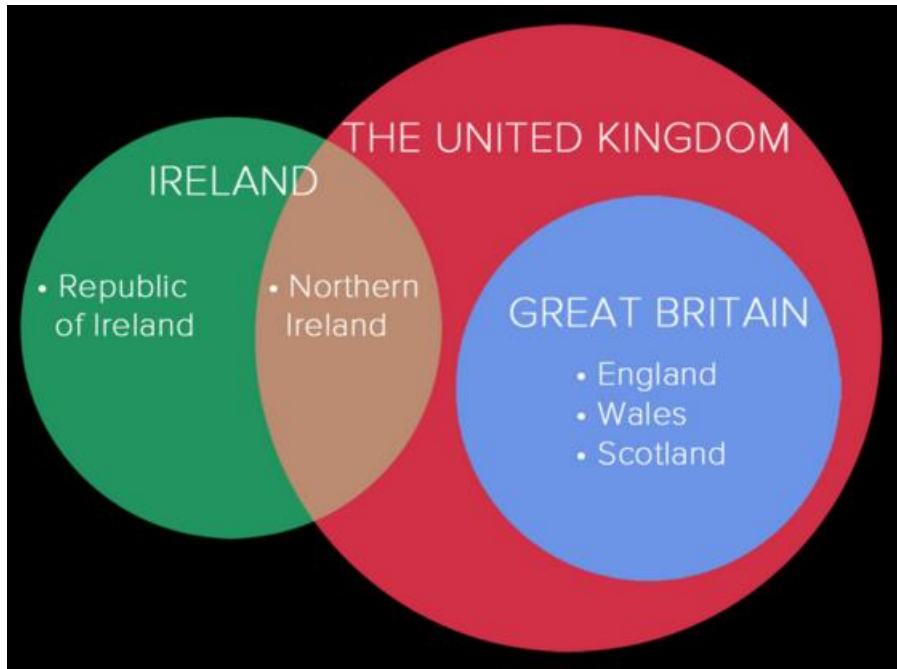 THE UNITED KINGDOM
IRELAND
• Republic
of Ireland
• Northern
Ireland
GREAT BRITAIN
• England
• Wales
• Scotland